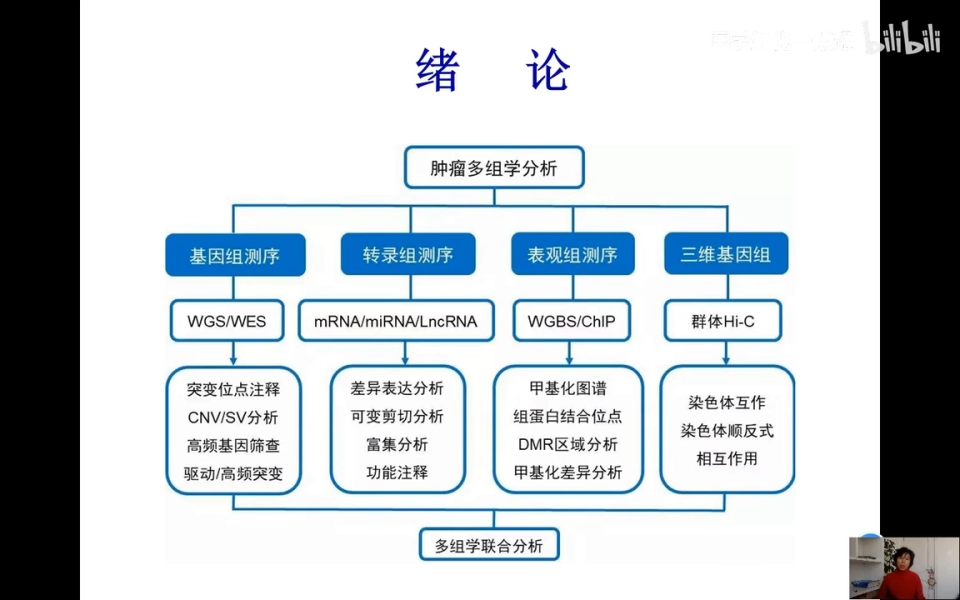 bilibili
绪 论
肿瘤多组学分析
基因组测序
转录组测序
表观组测序
三维基因组
WGS/WES
mRNA/miRNA/LncRNA
WGBS/ChIP
群体Hi-C
突变位点注释
CNV/SV分析
高频基因筛查
驱动/高频突变
差异表达分析
可变剪切分析
富集分析
功能注释
甲基化图谱
组蛋白结合位点
DMR区域分析
甲基化差异分析
染色体互作
染色体顺反式
相互作用
多组学联合分析